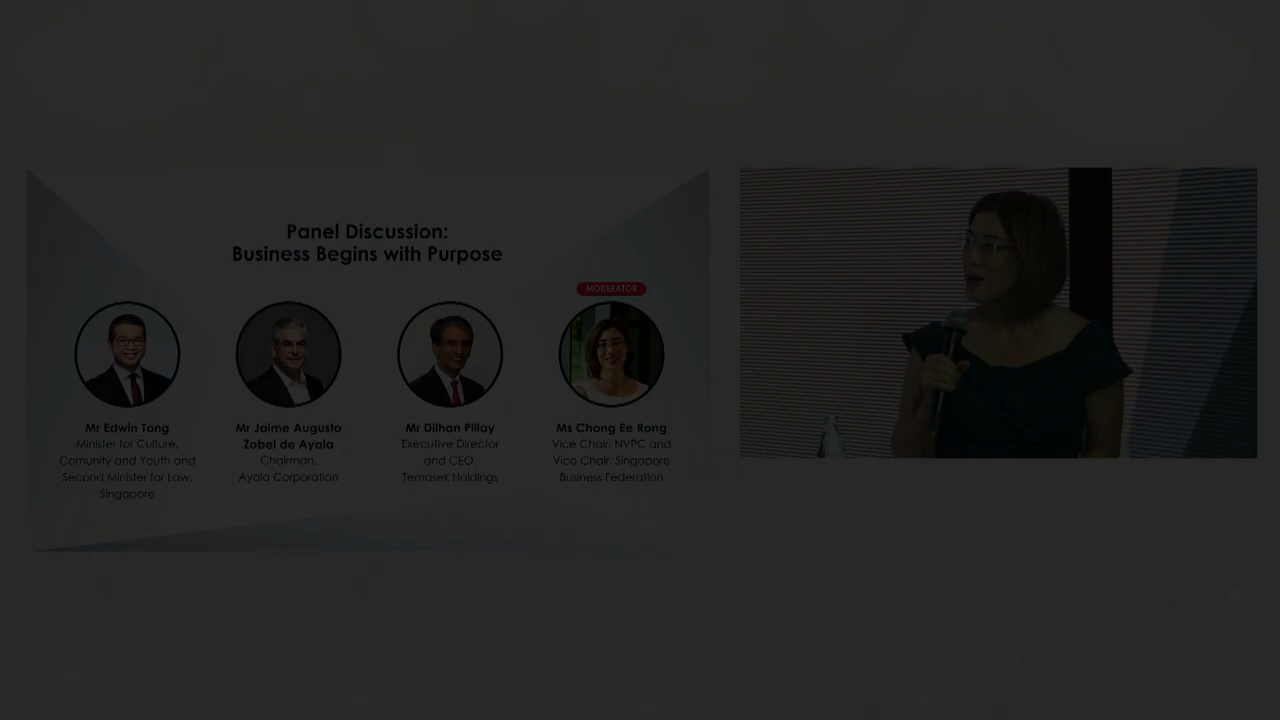 Panel Discussion:
Business Begins with Purpose
MODERATOR
Mr Edwin Tong
Minister for Culture,
Comunity and Youth and
Second Minister for Law,
Singapore
Mr Jaime Augusto
Zobel de Ayala
Chairman,
Ayala Corporation
Mr Dilhan Pillay
Executive Director
and CEO,
Temasek Holdings
Ms Chong Ee Rong
Vice Chair, NVPC and
Vice Chair, Singapore
Business Federation